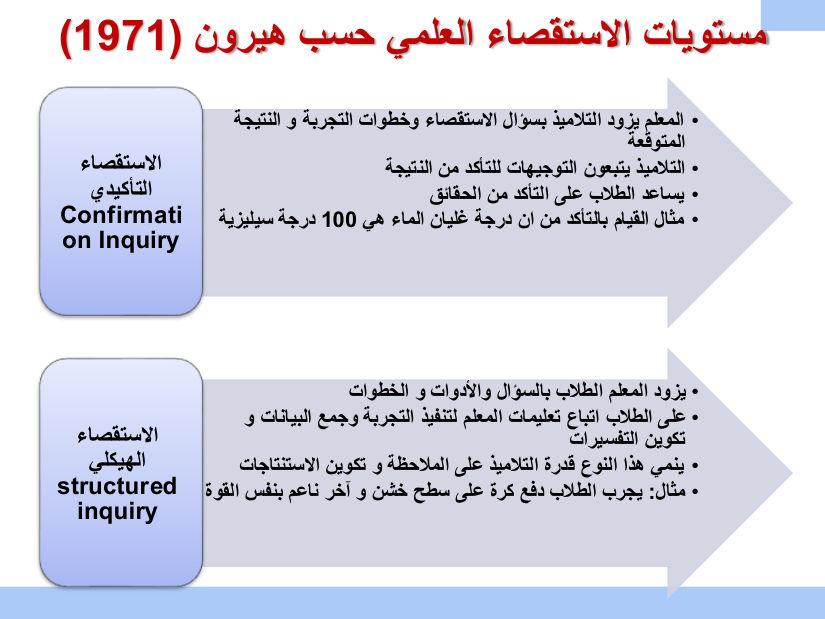 مستويات الاستقصاء العلمي حسب هيرون (1971)
الاستقصاء
التأكيدي
Confirmati
on Inquiry
• المعلم يزود التلاميذ بسؤال الاستقصاء وخطوات التجربة و النتيجة
المتوقعة
• التلاميذ يتبعون التوجيهات للتأكد من النتيجة
• يساعد الطلاب على التأكد من الحقائق
• مثال القيام بالتأكد من ان درجة غليان الماء هي 100 درجة سيليزية
الاستقصاء
الهيكلي
structured
inquiry
• يزود المعلم الطلاب بالسؤال والأدوات و الخطوات
• على الطلاب اتباع تعليمات المعلم لتنفيذ التجربة وجمع البيانات و
تكوين التفسيرات
• ينمي هذا النوع قدرة التلاميذ على الملاحظة و تكوين الاستنتاجات
• مثال: يجرب الطلاب دفع كرة على سطح خشن و آخر ناعم بنفس القوة